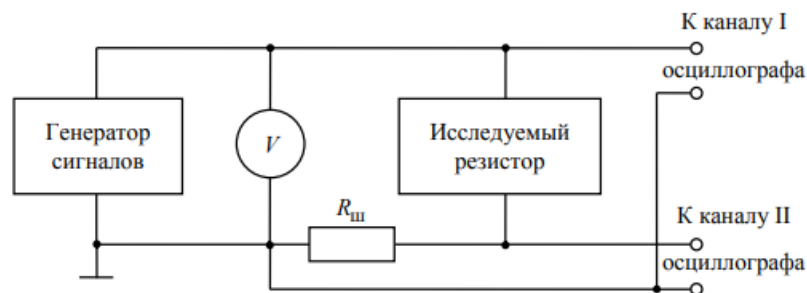 К каналу I
осциллографа
Генератор
сигналов
V
Исследуемый
резистор
Rш
К каналу II
осциллографа